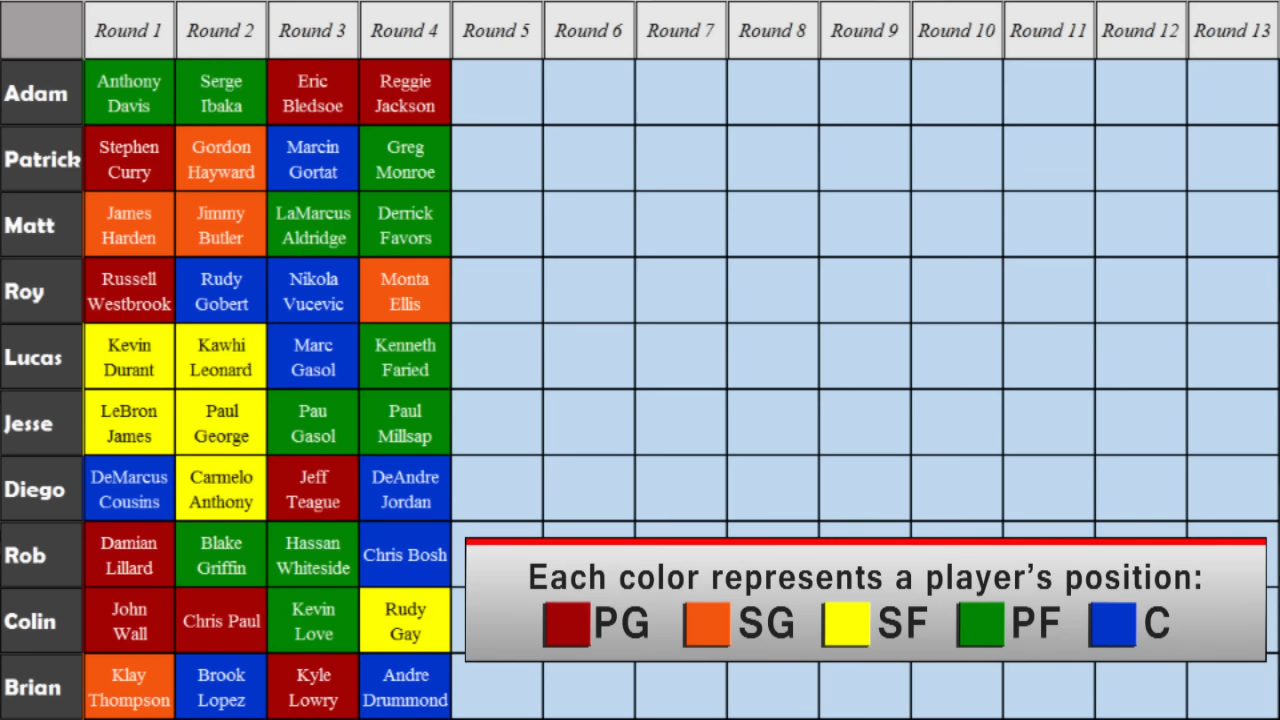 Round 1 Round 2 Round 3 Round 4 Round 5 Round 6 Round 7 Round 8 Round 9 Round 10 Round 11 Round 12 Round 13
Adam
Anthony Davis
Serge Ibaka
Eric Bledsoe
Reggie Jackson
Patrick
Stephen Curry
Gordon Hayward
Marcin Gortat
Greg Monroe
Matt
James Harden
Jimmy Butler
LaMarcus Aldridge
Derrick Favors
Roy
Russell Westbrook
Rudy Gobert
Nikola Vucevic
Monta Ellis
Lucas
Kevin Durant
Kawhi Leonard
Marc Gasol
Kenneth Faried
Jesse
LeBron James
Paul George
Pau Gasol
Paul Millsap
Diego
DeMarcus Cousins
Carmelo Anthony
Jeff Teague
DeAndre Jordan
Rob
Damian Lillard
Blake Griffin
Hassan Whiteside
Chris Bosh
Colin
John Wall
Chris Paul
Kevin Love
Rudy Gay
Brian
Klay Thompson
Brook Lopez
Kyle Lowry
Andre Drummond
Each color represents a player's position:
PG SG SF PF C